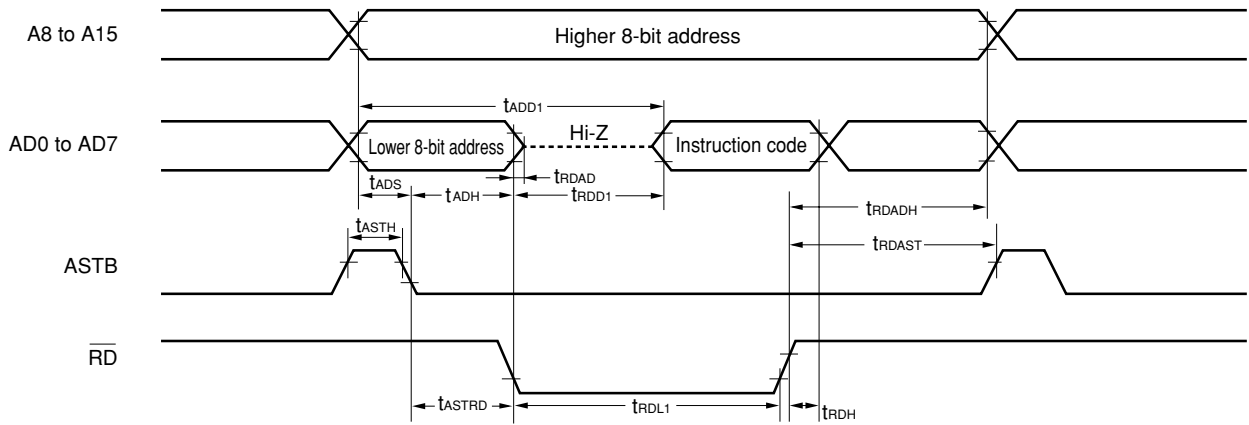 A8 to A15
Higher 8-bit address
tADD1
AD0 to AD7
Lower 8-bit address
Hi-Z
Instruction code
tADS
tADH
tRDAD
tRDD1
tRDADH
tASTH
tRDAST
ASTB
RD
tASTRD
tRDL1
tRDH